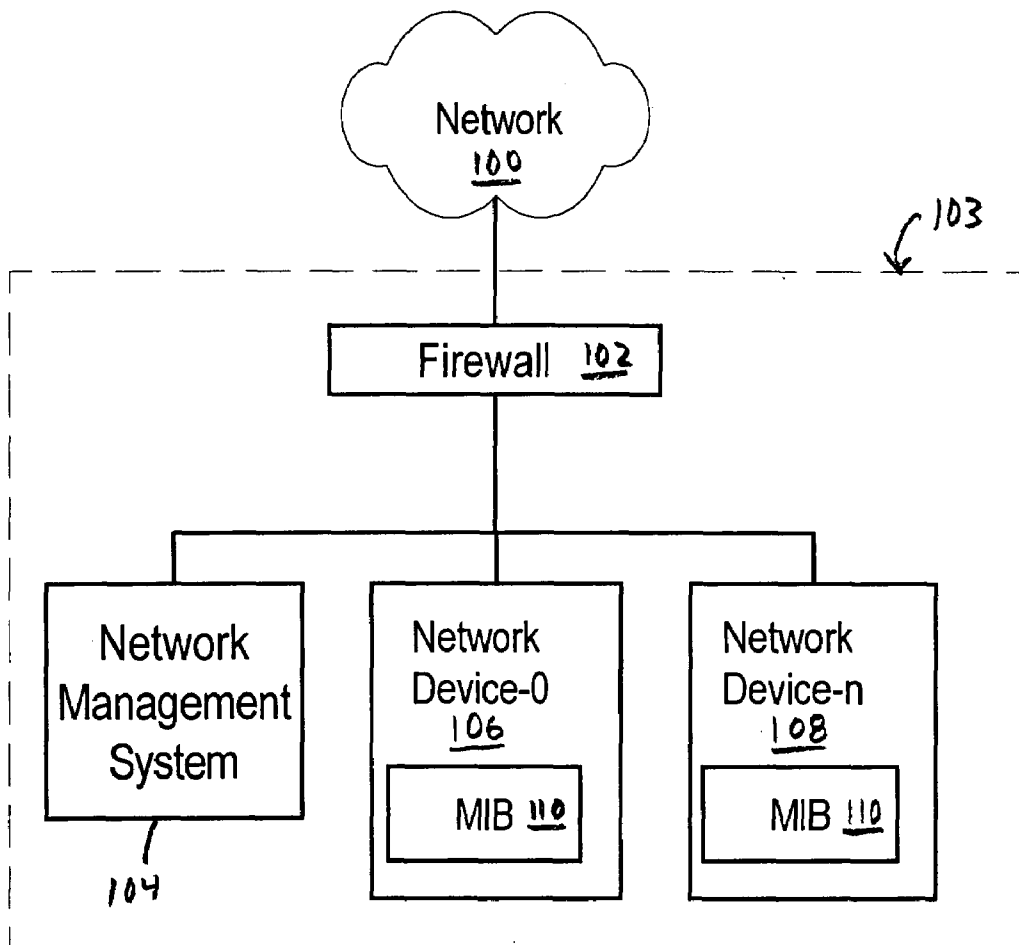 Network
100
103
Firewall 102
Network
Management
System
104
Network
Device-0
106
MIB 110
Network
Device-n
108
MIB 110